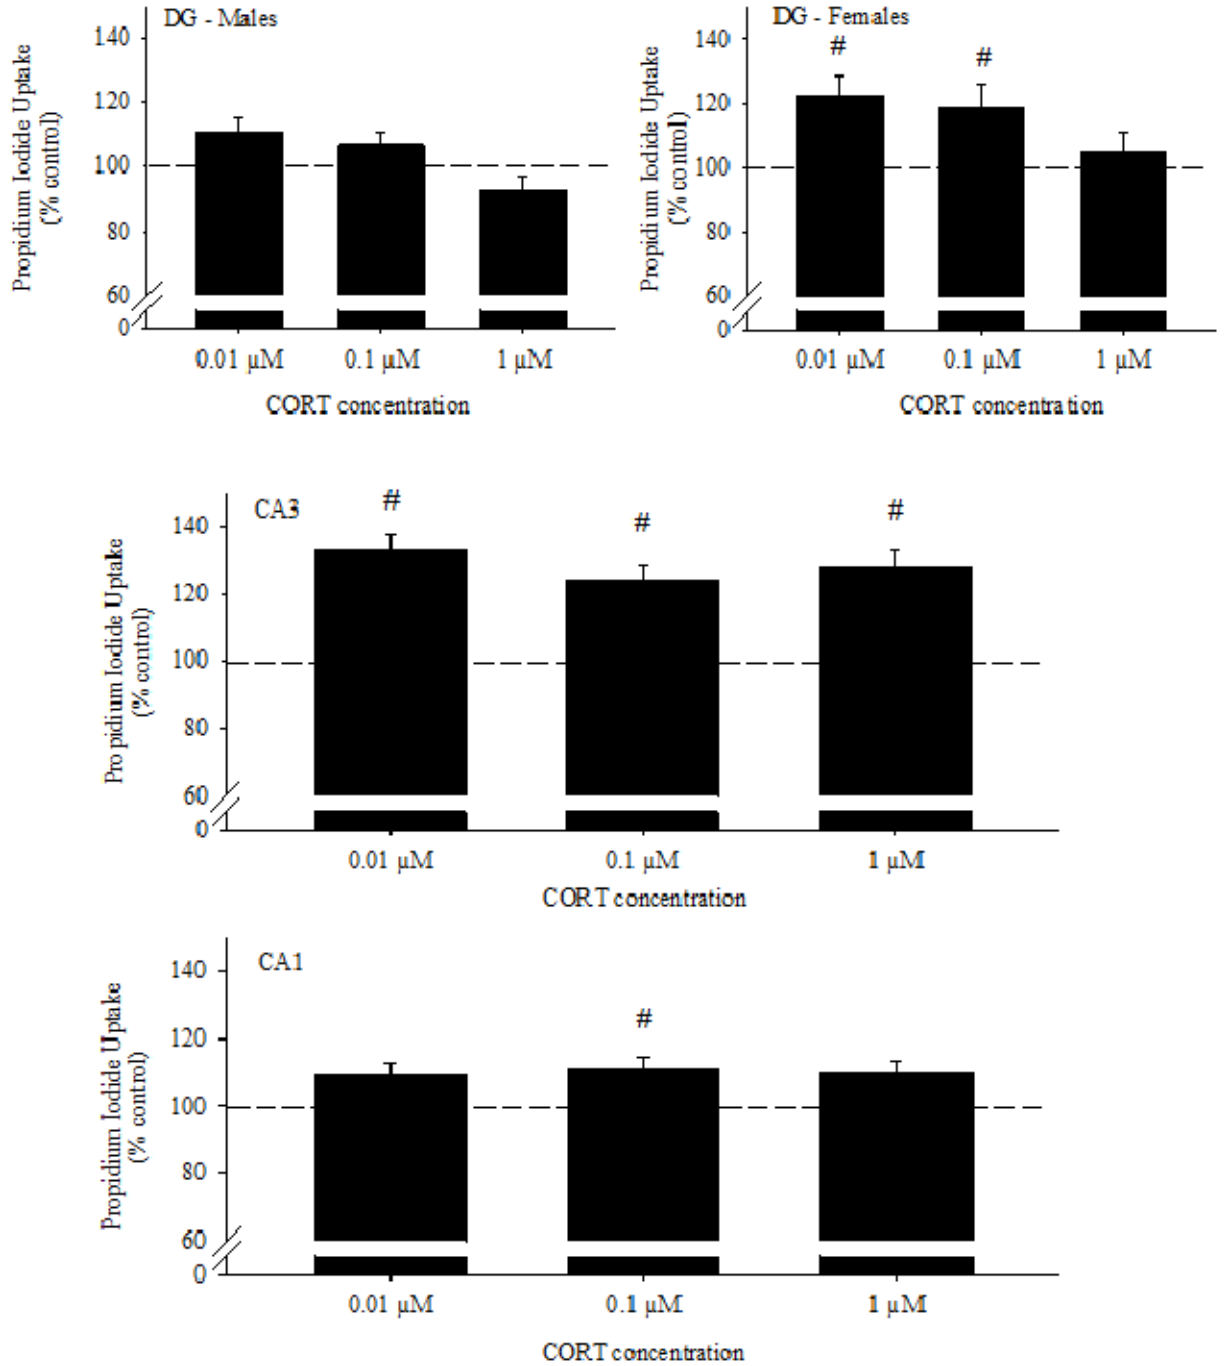 DG - Males
Propidium Iodide Uptake
(% control)
140
120
100
80
60
0
0.01 µM 0.1 µM 1 µM
CORT concentration
DG - Females
Propidium Iodide Uptake
(% control)
140
120
100
80
60
0
# #
0.01 µM 0.1 µM 1 µM
CORT concentration
CA3
Propidium Iodide Uptake
(% control)
140
120
100
80
60
0
# # #
0.01 µM 0.1 µM 1 µM
CORT concentration
CA1
Propidium Iodide Uptake
(% control)
140
120
100
80
60
0
#
0.01 µM 0.1 µM 1 µM
CORT concentration